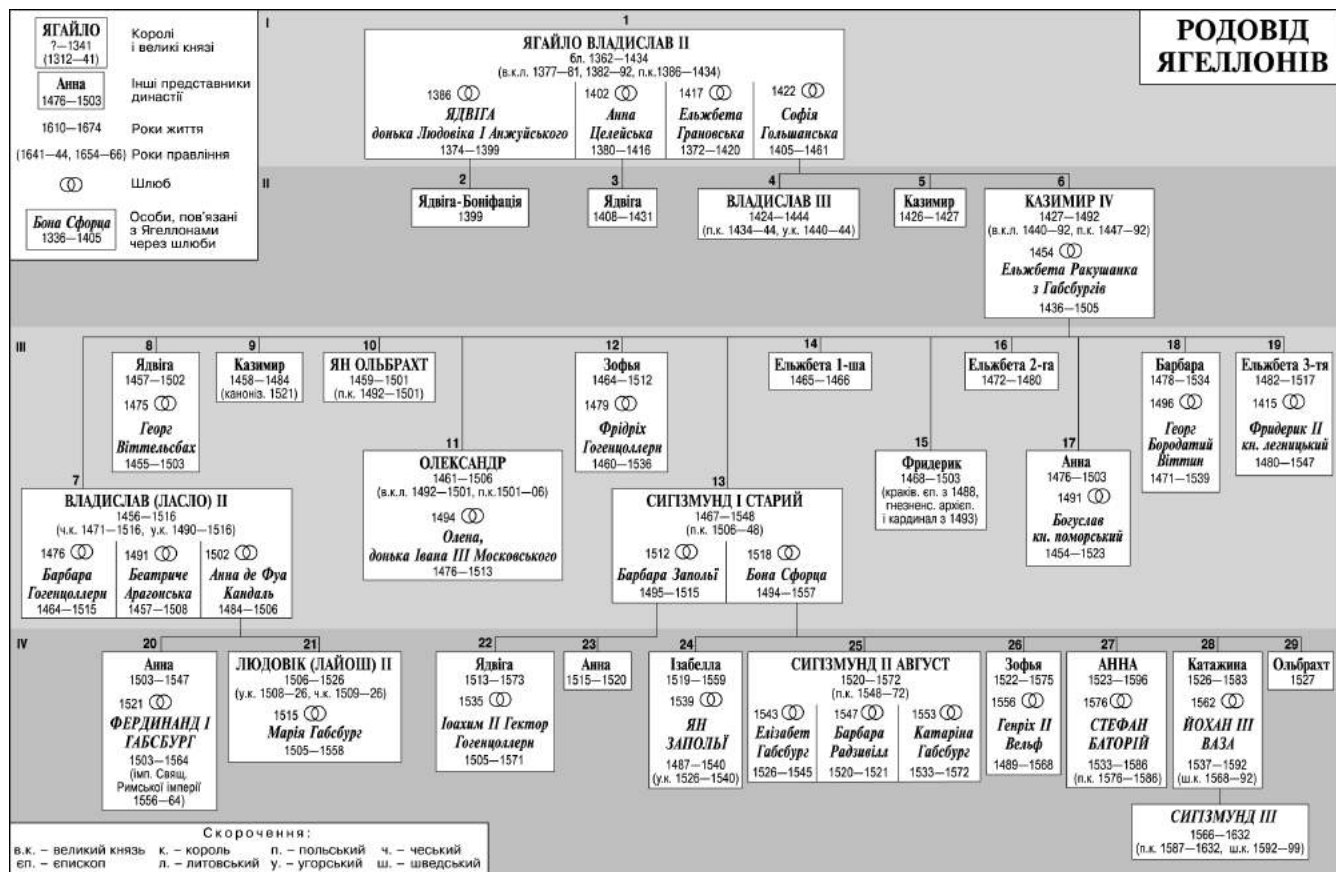 РОДОВІД
ЯГЕЛЛОНІВ
ЯГАЙЛО
?—1341
(1312—41)
Королі
і великі князі
Анна
1476—1503
Інші представники
династії
1610—1674
Роки життя
(1641—44, 1654—66)
Роки правління
Шлюб
Бона Сфорца
1336—1405
Особи, пов'язані
з Ягеллонами
через шлюби
I
1
ЯГАЙЛО ВЛАДИСЛАВ II
бл. 1362—1434
(в.к.л. 1377—81, 1382—92, п.к.1386—1434)
1386
ЯДВІГА
донька Людовіка I Анжуйського
1374—1399
1402
Анна
Целейська
1380—1416
1417
Ельжбета
Грановська
1372—1420
1422
Софія
Гольшанська
1405—1461
II
2
Ядвіга-Боніфація
1399
3
Ядвіга
1408—1431
4
ВЛАДИСЛАВ III
1424—1444
(п.к. 1434—44, у.к. 1440—44)
5
Казимир
1426—1427
6
КАЗИМИР IV
1427—1492
(в.к.л. 1440—92, п.к. 1447—92)
1454
Ельжбета Ракушанка
з Габсбургів
1436—1505
III
7
ВЛАДИСЛАВ (ЛАСЛО) II
1456—1516
(ч.к. 1471—1516, у.к. 1490—1516)
1476
Барбара
Гогенцоллерн
1464—1515
1491
Беатриче
Арагонська
1457—1508
1502
Анна де Фуа
Кандаль
1484—1506
8
Ядвіга
1457—1502
1475
Георг
Віттельсбах
1455—1503
9
Казимир
1458—1484
(каноніз. 1521)
10
ЯН ОЛЬБРАХТ
1459—1501
(п.к. 1492—1501)
11
ОЛЕКСАНДР
1461—1506
(в.к.л. 1492—1501, п.к.1501—06)
1494
Олена,
донька Івана III Московського
1476—1513
12
Зофья
1464—1512
1479
Фрідріх
Гогенцоллерн
1460—1536
13
СИГІЗМУНД I СТАРИЙ
1467—1548
(п.к. 1506—48)
1512
Барбара Запольї
1495—1515
1518
Бона Сфорца
1494—1557
14
Ельжбета 1-ша
1465—1466
15
Фридерик
1468—1503
(краків. єп. з 1488,
гнезненс. архієп.
і кардинал з 1493)
16
Ельжбета 2-га
1472—1480
17
Анна
1476—1503
1491
Богуслав
кн. поморський
1454—1523
18
Барбара
1478—1534
1496
Георг
Бородатий
Віттин
1471—1539
19
Ельжбета 3-тя
1482—1517
1415
Фридерик II
кн. легницький
1480—1547
IV
20
Анна
1503—1547
1521
ФЕРДИНАНД I
ГАБСБУРГ
1503—1564
(імп. Свящ.
Римської імперії
1556—64)
21
ЛЮДОВІК (ЛАЙОШ) II
1506—1526
(у.к. 1508—26, ч.к. 1509—26)
1515
Марія Габсбург
1505—1558
22
Ядвіга
1513—1573
1535
Іоахим II Гектор
Гогенцоллерн
1505—1571
23
Анна
1515—1520
24
Ізабелла
1519—1559
1539
ЯН
ЗАПОЛЬЇ
1487—1540
(у.к. 1526—1540)
25
СИГІЗМУНД II АВГУСТ
1520—1572
(п.к. 1548—72)
1543
Елізабет
Габсбург
1526—1545
1547
Барбара
Радзивілл
1520—1521
1553
Катаріна
Габсбург
1533—1572
26
Зофья
1522—1575
1556
Генріх II
Вельф
1489—1568
27
АННА
1523—1596
1576
СТЕФАН
БАТОРІЙ
1533—1586
(п.к. 1576—1586)
28
Катажина
1526—1583
1562
ЙОХАН III
ВАЗА
1537—1592
(ш.к. 1568—92)
29
Ольбрахт
1527
СИГІЗМУНД III
1566—1632
(п.к. 1587—1632, ш.к. 1592—99)
Скорочення:
в.к. – великий князь к. – король п. – польський ч. – чеський
єп. – єпископ л. – литовський у. – угорський ш. – шведський